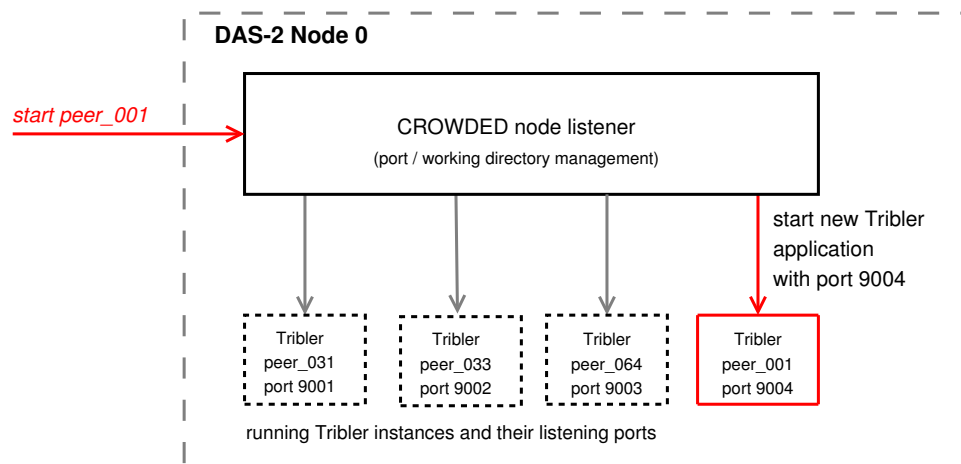 DAS-2 Node 0
start peer_001
CROWDED node listener
(port / working directory management)
start new Tribler
application
with port 9004
Tribler
peer_031
port 9001
Tribler
peer_033
port 9002
Tribler
peer_064
port 9003
Tribler
peer_001
port 9004
running Tribler instances and their listening ports